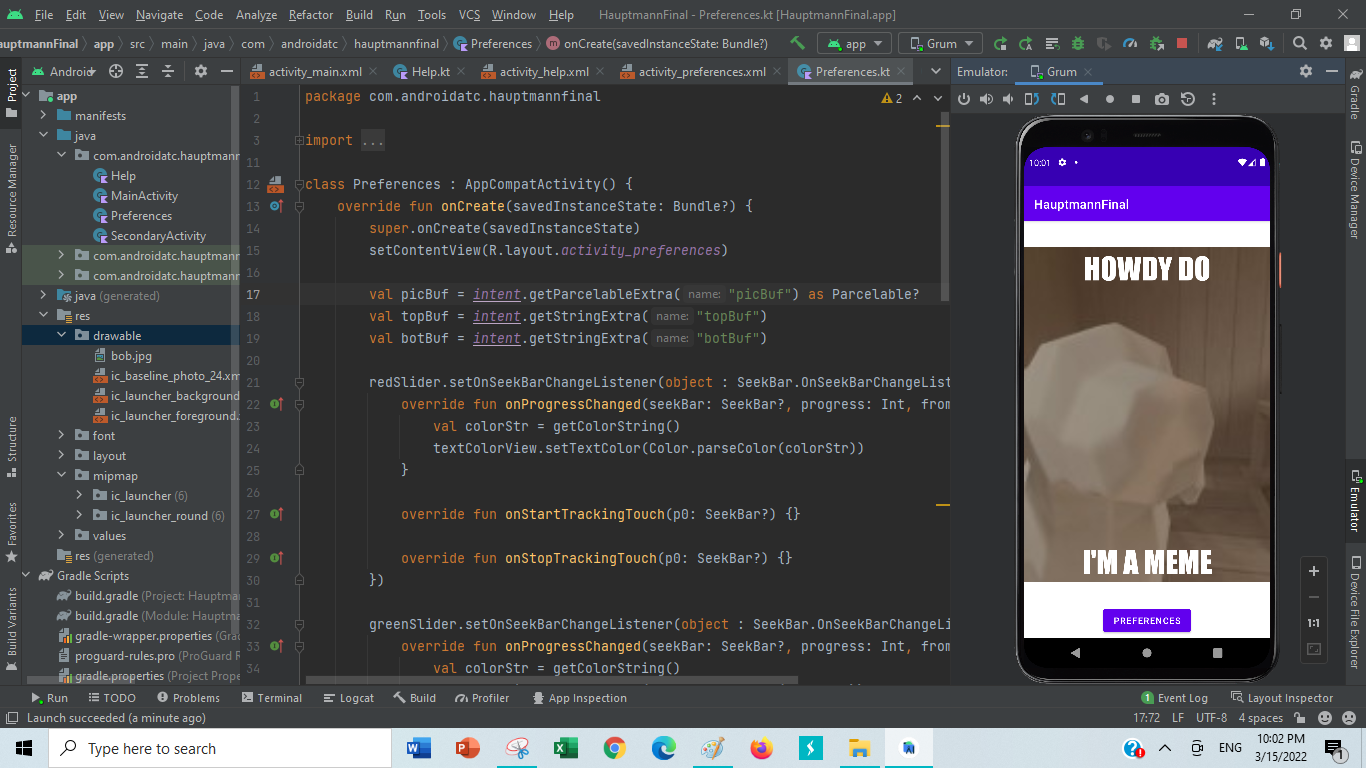 File Edit View Navigate Code Analyze Refactor Build Run Tools VCS Window Help HauptmannFinal - Preferences.kt [HauptmannFinal.app]
auptmannFinal app src main java com androidatc hauptmannfinal Preferences onCreate(savedInstanceState: Bundle?) app Grum
Project
Resource Manager
Structure
Favorites
Build Variants
Android
app
manifests
java
com.androidatc.hauptmann
Help
MainActivity
Preferences
SecondaryActivity
com.androidatc.hauptmann
com.androidatc.hauptmann
java (generated)
res
drawable
bob.jpg
ic_baseline_photo_24.xm
ic_launcher_background
ic_launcher_foreground.
font
layout
mipmap
ic_launcher (6)
ic_launcher_round (6)
values
res (generated)
Gradle Scripts
build.gradle (Project: Hauptma
build.gradle (Module: Hauptma
gradle-wrapper.properties (Grad
proguard-rules.pro (ProGuard R
gradle.properties (Project Prope
activity_main.xml Help.kt activity_help.xml activity_preferences.xml Preferences.kt
1 package com.androidatc.hauptmannfinal
2
3 import ...
11
12 class Preferences : AppCompatActivity() {
13 override fun onCreate(savedInstanceState: Bundle?) {
14 super.onCreate(savedInstanceState)
15 setContentView(R.layout.activity_preferences)
16
17 val picBuf = intent.getParcelableExtra( name: "picBuf") as Parcelable?
18 val topBuf = intent.getStringExtra( name: "topBuf")
19 val botBuf = intent.getStringExtra( name: "botBuf")
20
21 redSlider.setOnSeekBarChangeListener(object : SeekBar.OnSeekBarChangeList
22 override fun onProgressChanged(seekBar: SeekBar?, progress: Int, from
23 val colorStr = getColorString()
24 textColorView.setTextColor(Color.parseColor(colorStr))
25 }
26
27 override fun onStartTrackingTouch(p0: SeekBar?) {}
28
29 override fun onStopTrackingTouch(p0: SeekBar?) {}
30 })
31
32 greenSlider.setOnSeekBarChangeListener(object : SeekBar.OnSeekBarChangeLi
33 override fun onProgressChanged(seekBar: SeekBar?, progress: Int, from
34 val colorStr = getColorString()
2
Emulator: Grum
10:01
HauptmannFinal
HOWDY DO
I'M A MEME
PREFERENCES
1:1
Gradle
Device Manager
Emulator
Device File Explorer
Run TODO Problems Terminal Logcat Build Profiler App Inspection 1 Event Log Layout Inspector
Launch succeeded (a minute ago) 17:72 LF UTF-8 4 spaces
Type here to search
ENG
10:02 PM
3/15/2022
1